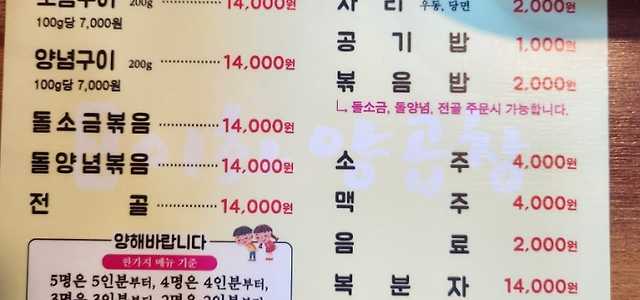 소금구이 200g 14,000원
100g당 7,000원
양념구이 200g 14,000원
100g당 7,000원
돌소금볶음 14,000원
돌양념볶음 14,000원
전골 14,000원
양해바랍니다
한가지 메뉴 기준
5명은 5인분부터, 4명은 4인분부터,
3명은 3인분부터, 2명은 2인분부터
사리 우동, 당면 2,000원
공기밥 1,000원
볶음밥 2,000원
돌소금, 돌양념, 전골 주문시 가능합니다.
소주 4,000원
맥주 4,000원
음료 2,000원
복분자 14,000원